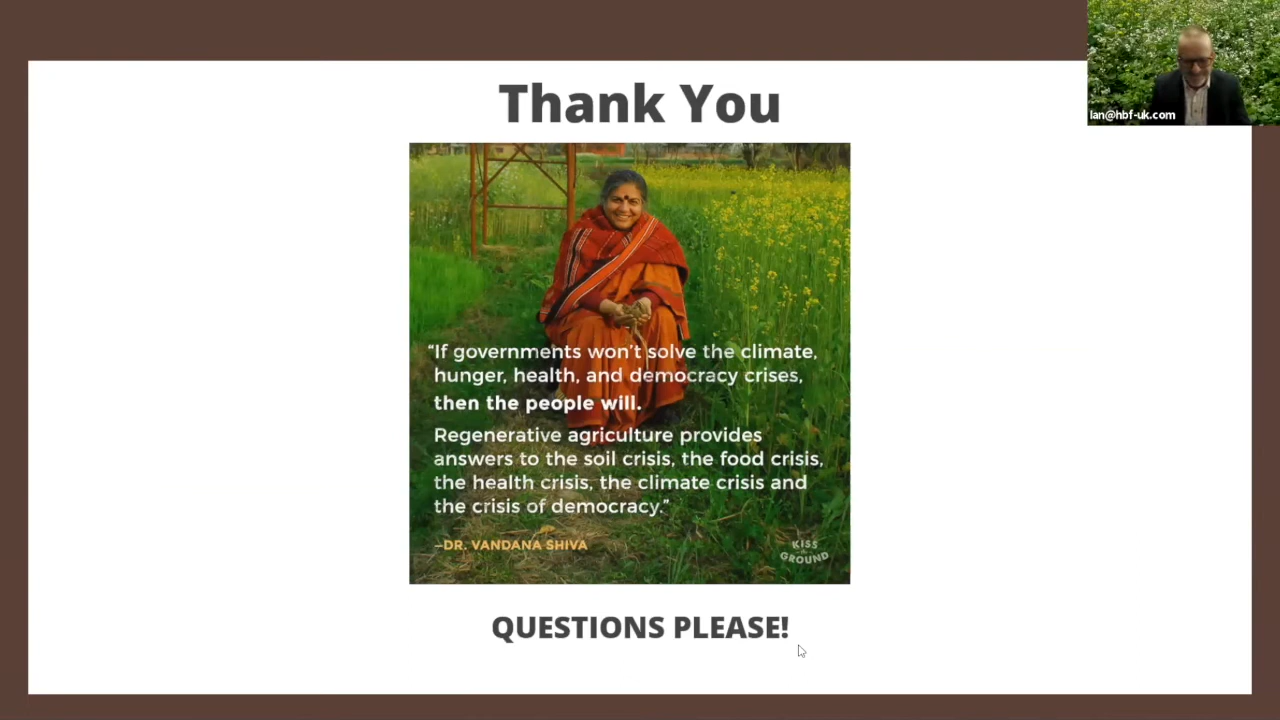 Thank You
Ian@hbf-uk.com
“If governments won’t solve the climate,
hunger, health, and democracy crises,
then the people will.
Regenerative agriculture provides
answers to the soil crisis, the food crisis,
the health crisis, the climate crisis and
the crisis of democracy.”
–DR. VANDANA SHIVA
KISS
the
GROUND
QUESTIONS PLEASE!